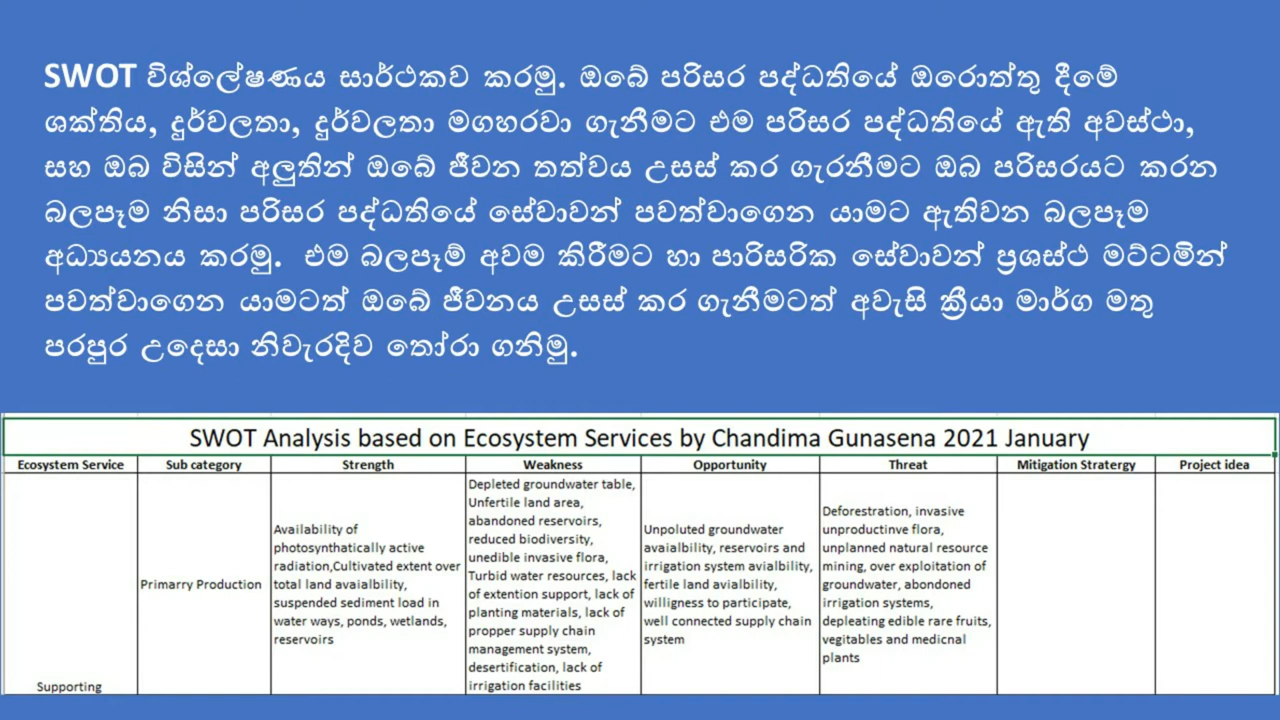 SWOT විශ්ලේෂණය සාර්ථකව කරමු. ඔබේ පරිසර පද්ධතියේ ඔරොත්තු දීමේ
ශක්තිය, දුර්වලතා, දුර්වලතා මගහරවා ගැනීමට එම පරිසර පද්ධතියේ ඇති අවස්ථා,
සහ ඔබ විසින් අලුතින් ඔබේ ජීවන තත්වය උසස් කර ගැරනීමට ඔබ පරිසරයට කරන
බලපෑම නිසා පරිසර පද්ධතියේ සේවාවන් පවත්වාගෙන යාමට ඇතිවන බලපෑම
අධ්‍යයනය කරමු. එම බලපෑම් අවම කිරීමට හා පාරිසරික සේවාවන් ප්‍රශස්ථ මට්ටමින්
පවත්වාගෙන යාමටත් ඔබේ ජීවනය උසස් කර ගැනීමටත් අවැසි ක්‍රීයා මාර්ග මතු
පරපුර උදෙසා නිවැරදිව තෝරා ගනිමු.
SWOT Analysis based on Ecosystem Services by Chandima Gunasena 2021 January
Ecosystem Service Sub category Strength Weakness Opportunity Threat Mitigation Stratergy Project idea
Supporting
Primarry Production
Availability of
photosynthatically active
radiation,Cultivated extent over
total land avaialbility,
suspended sediment load in
water ways, ponds, wetlands,
reservoirs
Depleted groundwater table,
Unfertile land area,
abandoned reservoirs,
reduced biodiversity,
unedible invasive flora,
Turbid water resources, lack
of extention support, lack of
planting materials, lack of
propper supply chain
management system,
desertification, lack of
irrigation facilities
Unpoluted groundwater
avaialbility, reservoirs and
irrigation system avialbility,
fertile land avialbility,
willigness to participate,
well connected supply chain
system
Deforestration, invasive
unproductinve flora,
unplanned natural resource
mining, over exploitation of
groundwater, abondoned
irrigation systems,
depleating edible rare fruits,
vegitables and medicnal
plants